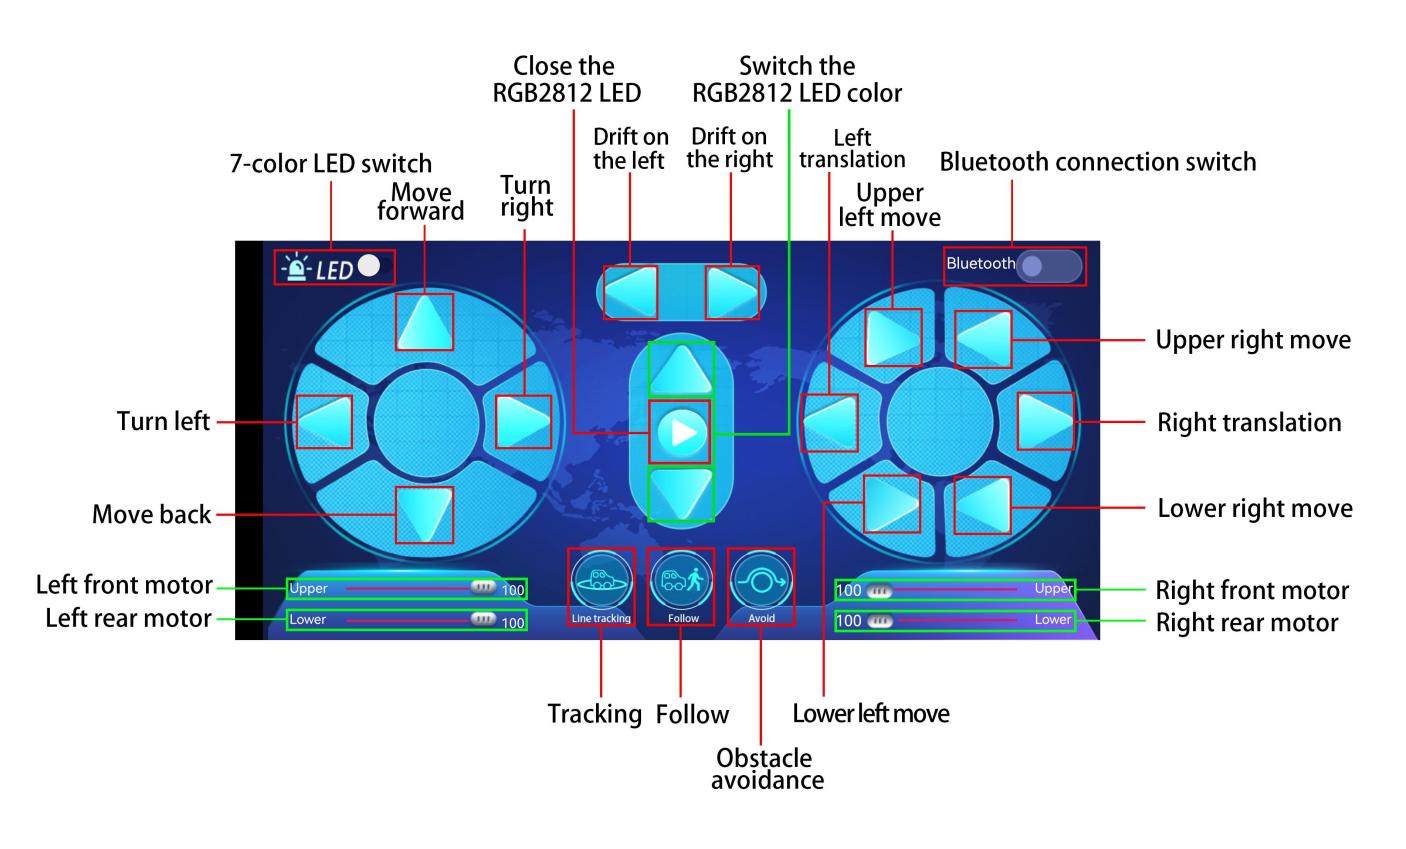 Close the
RGB2812 LED
Switch the
RGB2812 LED color
Drift on
the left
Drift on
the right
Left
translation
7-color LED switch
Bluetooth connection switch
Move
forward
Turn
right
Upper
left move
LED
Bluetooth
Upper right move
Turn left
Right translation
Move back
Lower right move
Left front motor
Upper
100
100
Upper
Right front motor
Left rear motor
Lower
100
Line tracking
Follow
Avoid
100
Lower
Right rear motor
Tracking
Follow
Lower left move
Obstacle
avoidance